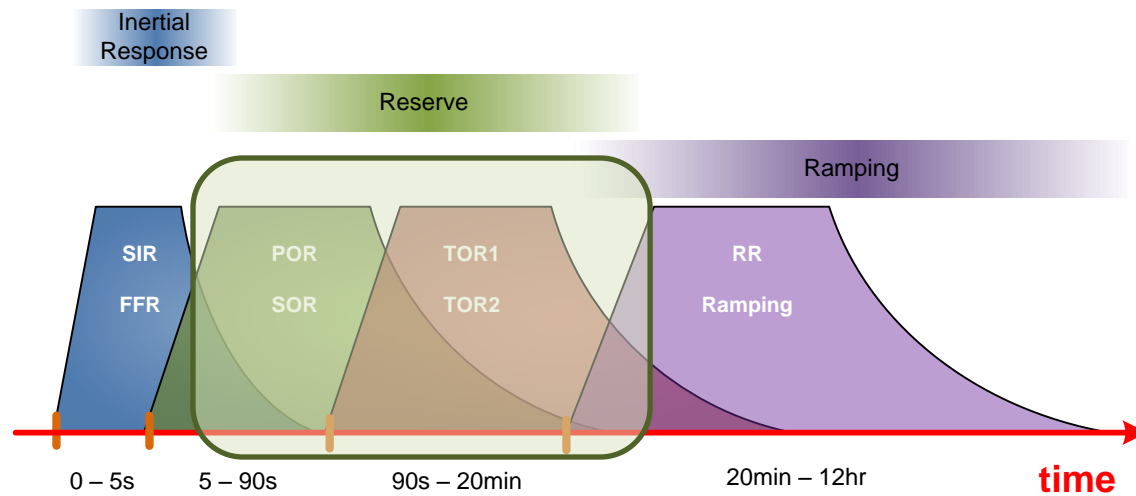 Inertial
Response
Reserve
Ramping
SIR
FFR
POR
SOR
TOR1
TOR2
RR
Ramping
0 – 5s
5 – 90s
90s – 20min
20min – 12hr
time